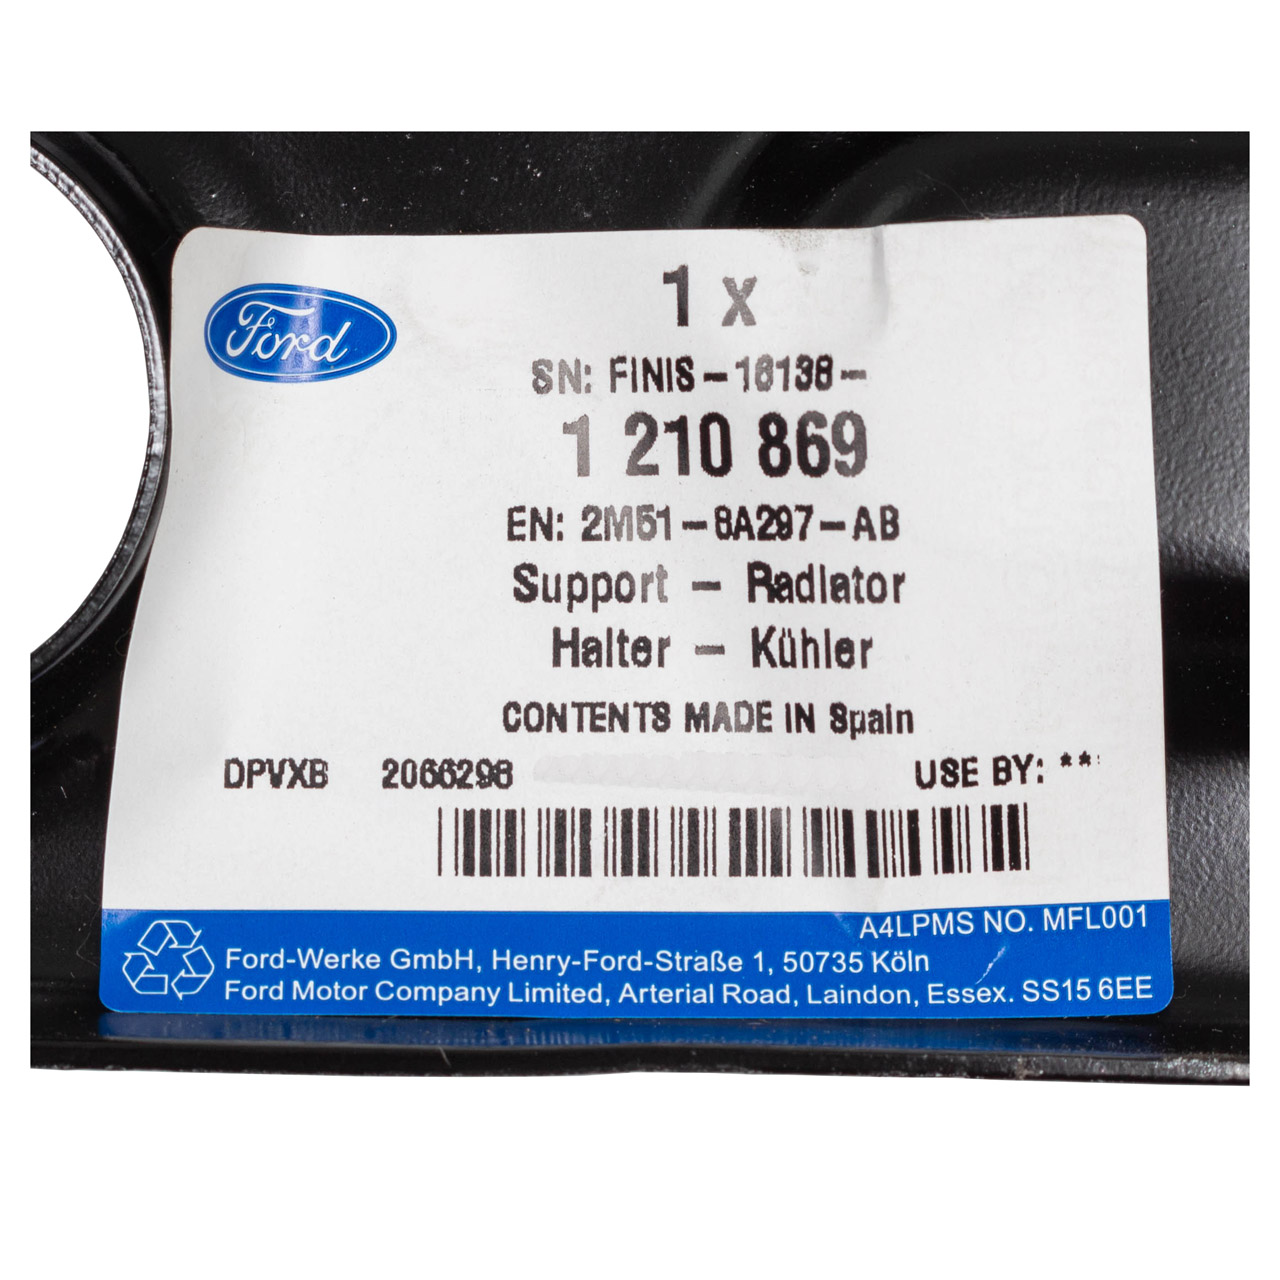 Ford
1 x
SN: FINIS-16138-
1 210 869
EN: 2M51-8A297-AB
Support - Radiator
Halter - Kühler
CONTENTS MADE IN Spain
DPVXB 2066298 USE BY: **
A4LPMS NO. MFL001
Ford-Werke GmbH, Henry-Ford-Straße 1, 50735 Köln
Ford Motor Company Limited, Arterial Road, Laindon, Essex. SS15 6EE